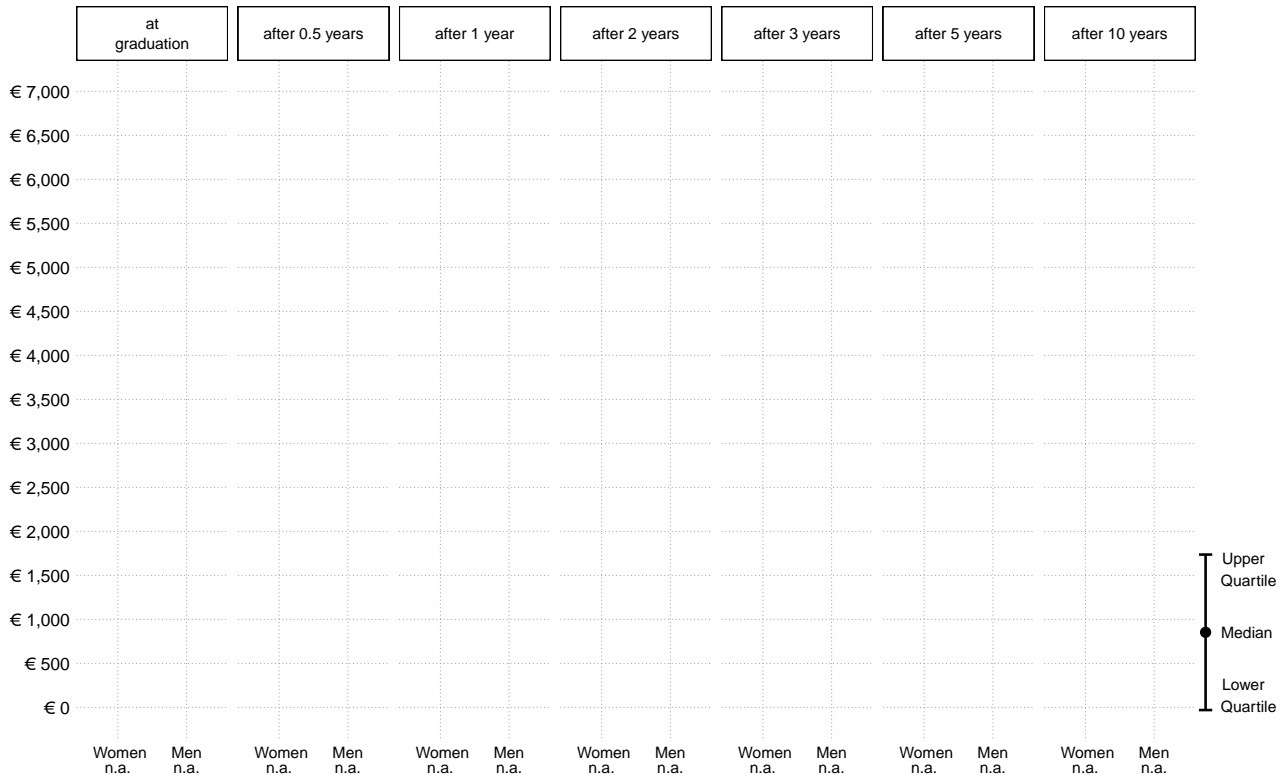 at
graduation
after 0.5 years
after 1 year
after 2 years
after 3 years
after 5 years
after 10 years
€ 7,000
€ 6,500
€ 6,000
€ 5,500
€ 5,000
€ 4,500
€ 4,000
€ 3,500
€ 3,000
€ 2,500
€ 2,000
€ 1,500
€ 1,000
€ 500
€ 0
Upper
Quartile
Median
Lower
Quartile
Women Men Women Men Women Men Women Men Women Men Women Men Women Men
n.a. n.a. n.a. n.a. n.a. n.a. n.a. n.a. n.a. n.a. n.a. n.a. n.a. n.a.